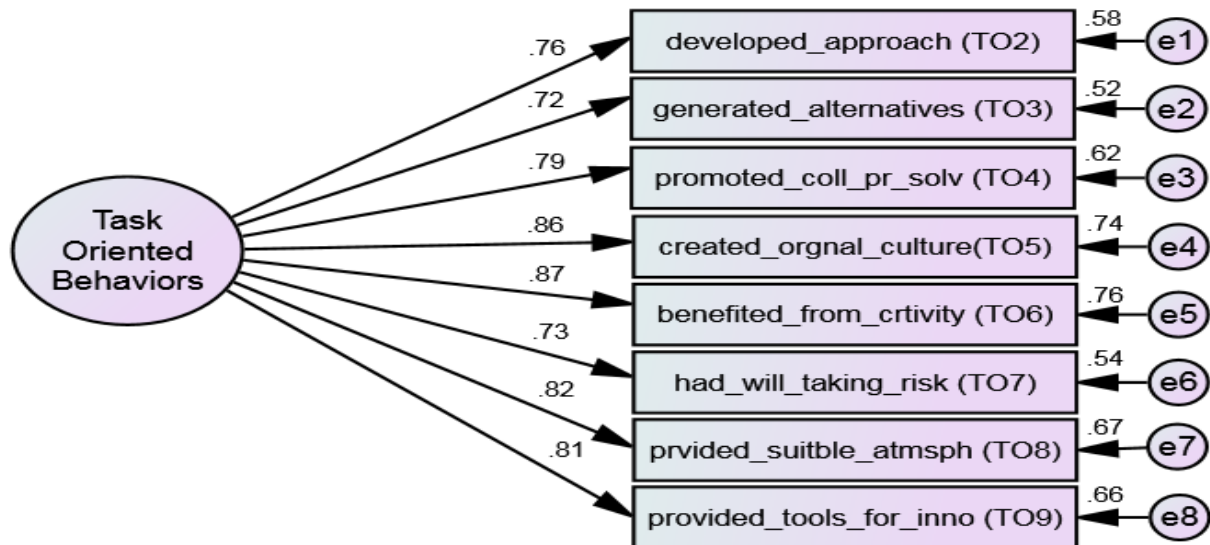 .58
developed_approach (TO2)
e1
.76
.52
generated_alternatives (TO3)
e2
.72
.62
promoted_coll_pr_solv (TO4)
e3
.79
Task
Oriented
Behaviors
.74
created_orgnal_culture(TO5)
e4
.86
.76
benefited_from_crtivity (TO6)
e5
.87
.54
had_will_taking_risk (TO7)
e6
.73
.67
prvided_suitble_atmsph (TO8)
e7
.82
.66
provided_tools_for_inno (TO9)
e8
.81